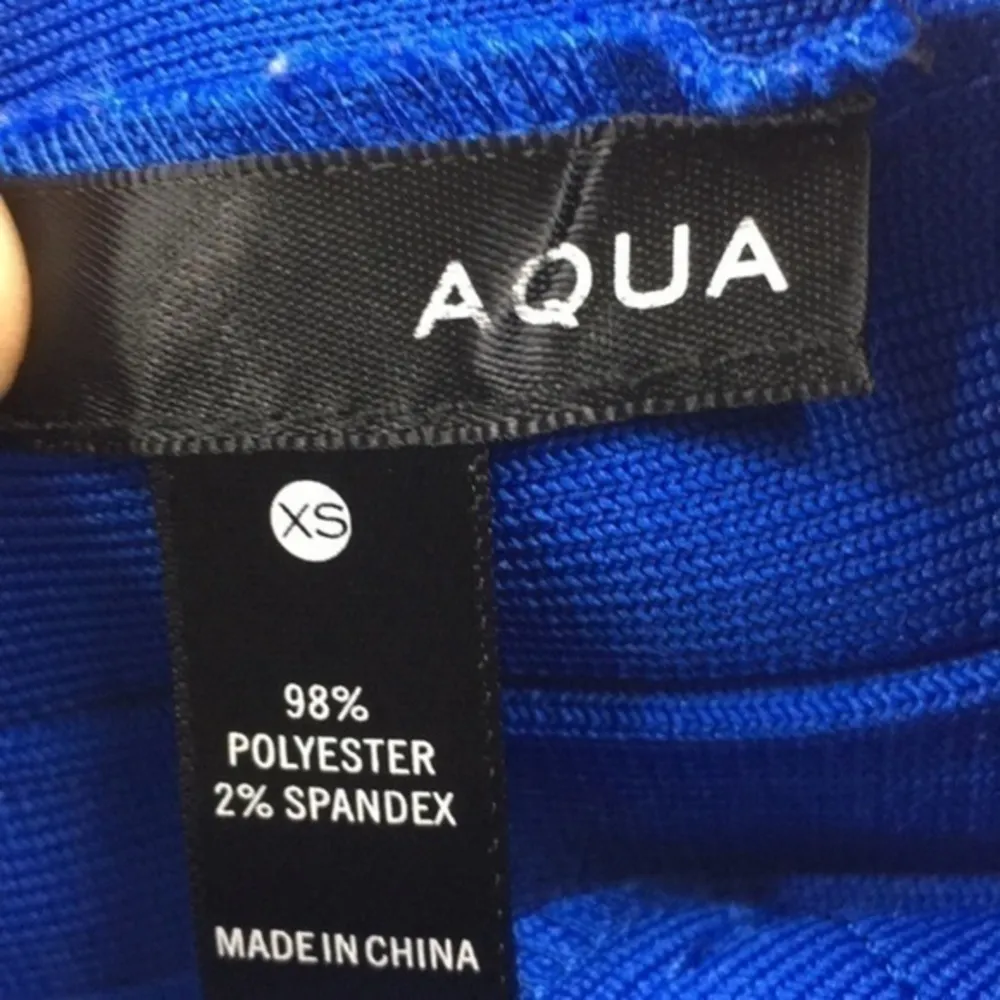 AQUA
XS
98%
POLYESTER
2% SPANDEX
MADE IN CHINA